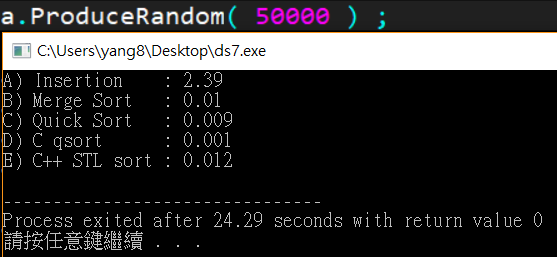 a.ProduceRandom( 50000 ) ;
C:\Users\yang8\Desktop\ds7.exe
A) Insertion    : 2.39
B) Merge Sort   : 0.01
C) Quick Sort   : 0.009
D) C qsort      : 0.001
E) C++ STL sort : 0.012
--------------------------------
Process exited after 24.29 seconds with return value 0
請按任意鍵繼續 . . .